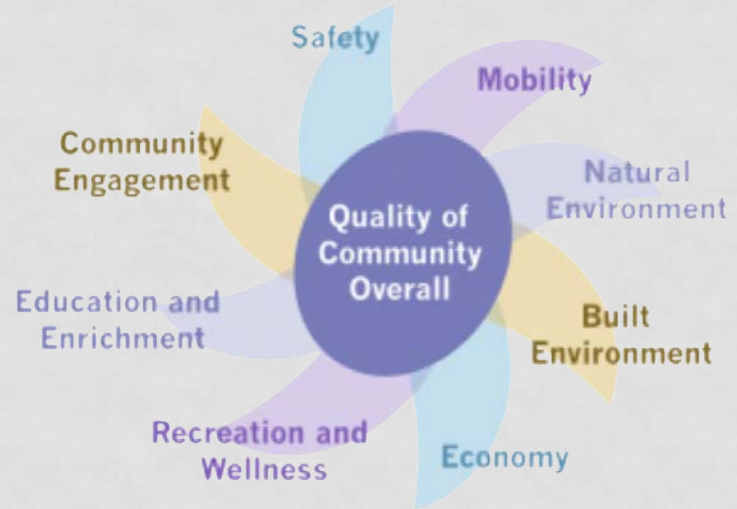 Safety
Mobility
Community
Engagement
Natural
Environment
Quality of
Community
Overall
Education and
Enrichment
Built
Environment
Recreation and
Wellness
Economy